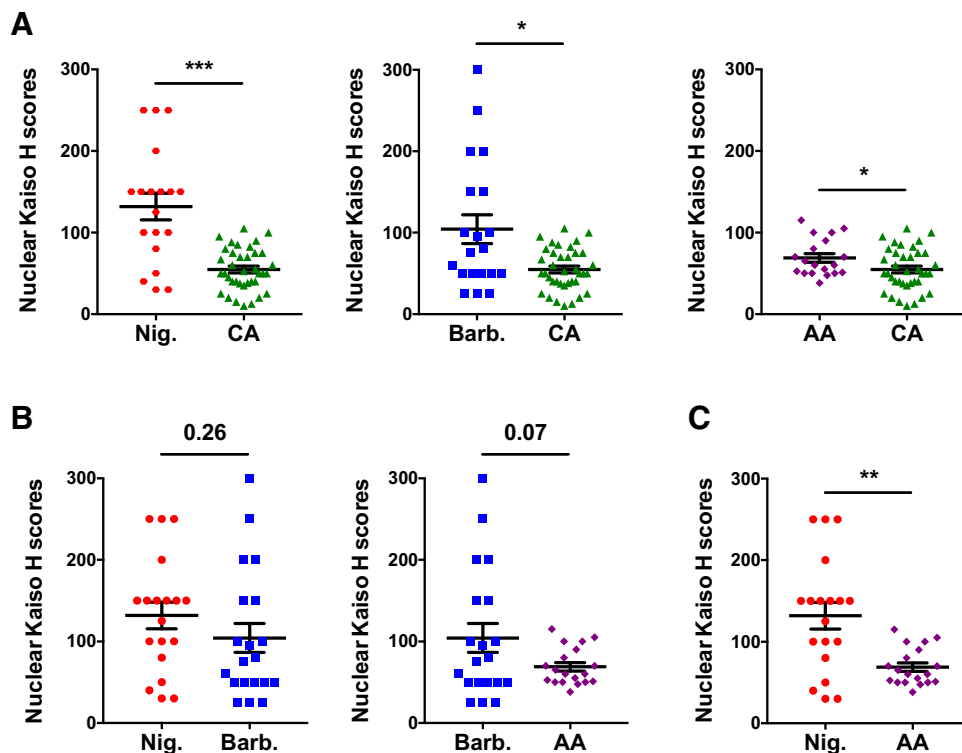 A
Nuclear Kaiso H scores
300
200
100
0
***
Nig.
CA
Nuclear Kaiso H scores
300
200
100
0
*
Barb.
CA
Nuclear Kaiso H scores
300
200
100
0
*
AA
CA
B
Nuclear Kaiso H scores
300
200
100
0
0.26
Nig.
Barb.
Nuclear Kaiso H scores
300
200
100
0
0.07
Barb.
AA
C
Nuclear Kaiso H scores
300
200
100
0
**
Nig.
AA